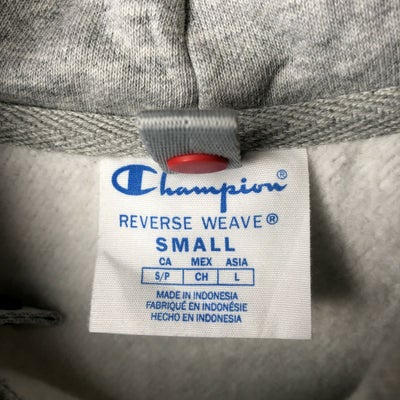 Champion®
REVERSE WEAVE®
SMALL
CA MEX ASIA
S/P CH L
MADE IN INDONESIA
FABRIQUÉ EN INDONÉSIE
HECHO EN INDONESIA